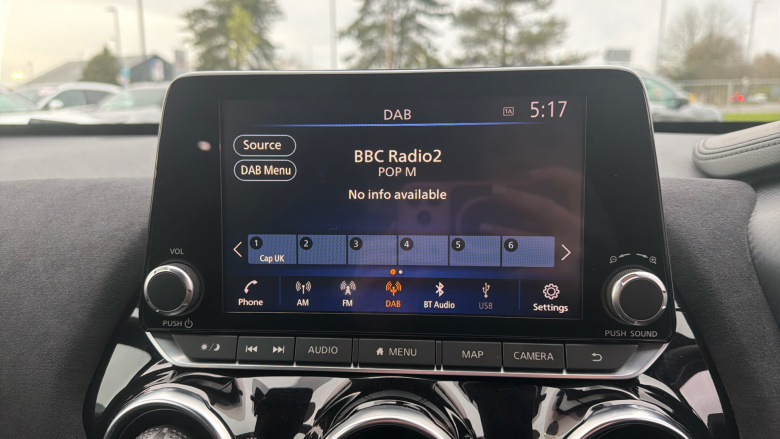 DAB
TA
5:17
Source
BBC Radio2
POP M
DAB Menu
No info available
1 2 3 4 5 6
Cap UK
Phone AM FM DAB BT Audio USB Settings
VOL
PUSH
PUSH SOUND
AUDIO MENU MAP CAMERA